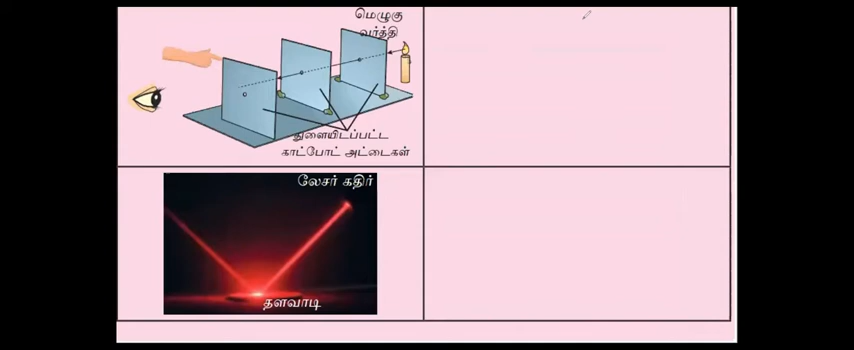 மெழுகு
வர்த்தி
துளையிடப்பட்ட
காட்போட் அட்டைகள்
லேசர் கதிர்
தளவாடி